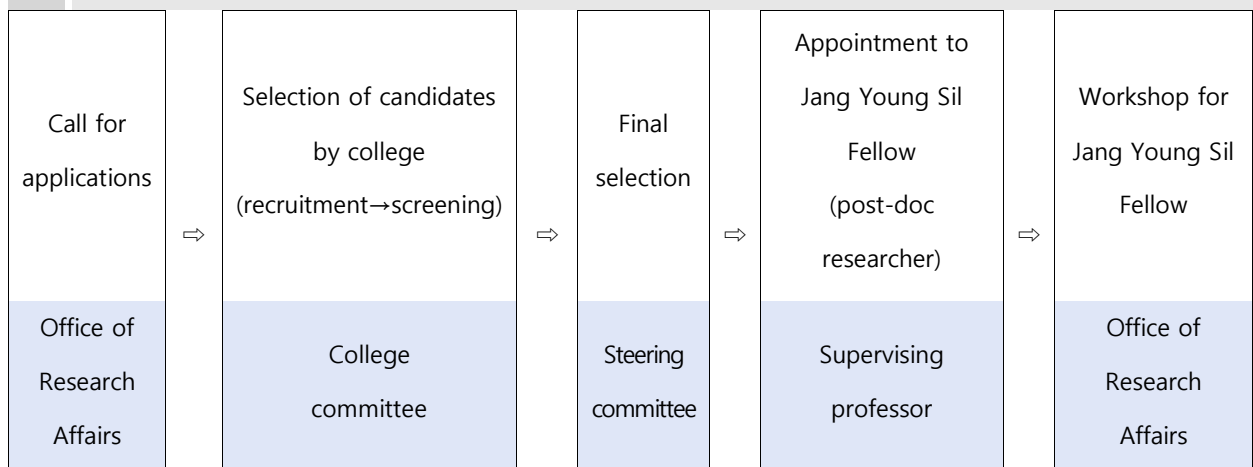 Call for
applications
⇨
Selection of candidates
by college
(recruitment→screening)
⇨
Final
selection
⇨
Appointment to
Jang Young Sil
Fellow
(post-doc
researcher)
⇨
Workshop for
Jang Young Sil
Fellow
Office of
Research
Affairs
College
committee
Steering
committee
Supervising
professor
Office of
Research
Affairs